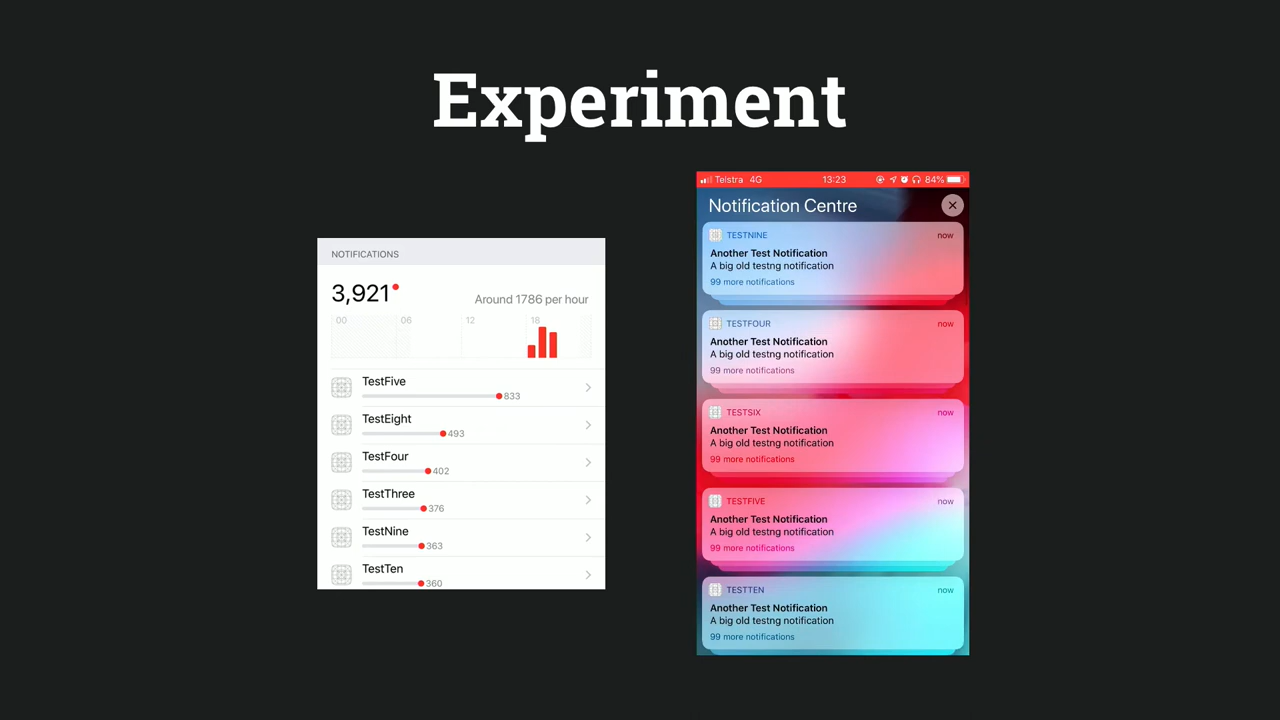 Experiment
NOTIFICATIONS
3,921
Around 1786 per hour
00 06 12 18
TestFive
833
TestEight
493
TestFour
402
TestThree
376
TestNine
363
TestTen
360
Telstra 4G 13:23 84%
Notification Centre
TESTNINE now
Another Test Notification
A big old testng notification
99 more notifications
TESTFOUR now
Another Test Notification
A big old testng notification
99 more notifications
TESTSIX now
Another Test Notification
A big old testng notification
99 more notifications
TESTFIVE now
Another Test Notification
A big old testng notification
99 more notifications
TESTTEN now
Another Test Notification
A big old testng notification
99 more notifications